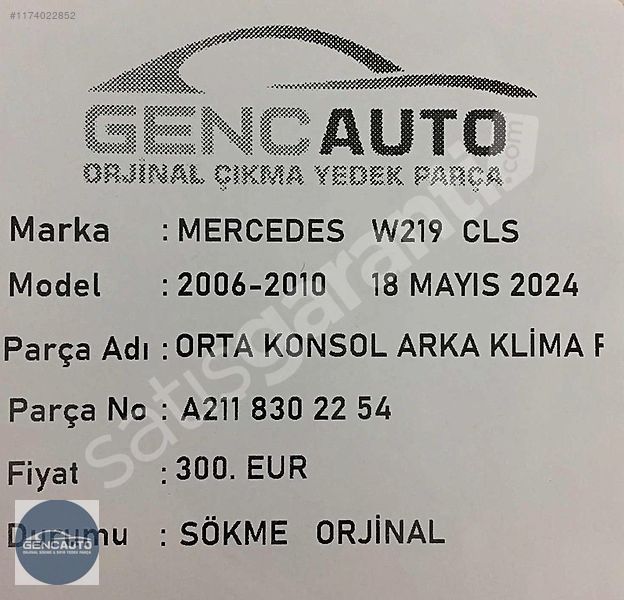 #1174022852
GENCAUTO
ORJİNAL ÇIKMA YEDEK PARÇA
satisgaranti.com
Marka : MERCEDES W219 CLS
Model : 2006-2010 18 MAYIS 2024
Parça Adı : ORTA KONSOL ARKA KLİMA
Parça No : A211 830 22 54
Fiyat : 300. EUR
Durumu : SÖKME ORJİNAL
GENCAUTO